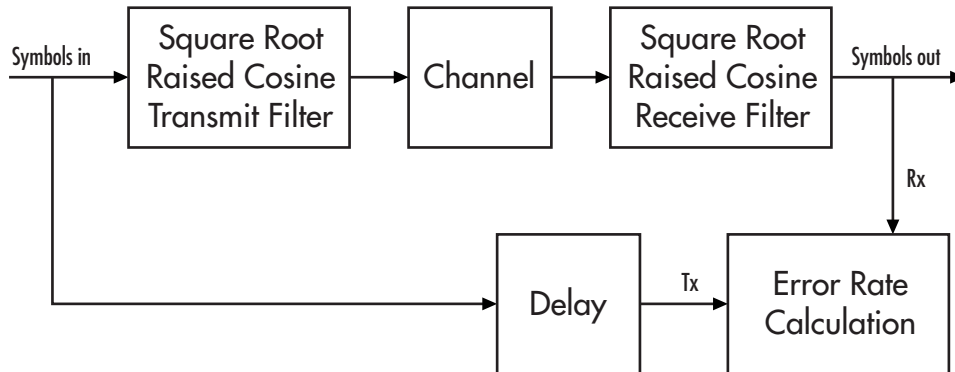 Symbols in
Square Root
Raised Cosine
Transmit Filter
Channel
Square Root
Raised Cosine
Receive Filter
Symbols out
Rx
Delay
Tx
Error Rate
Calculation